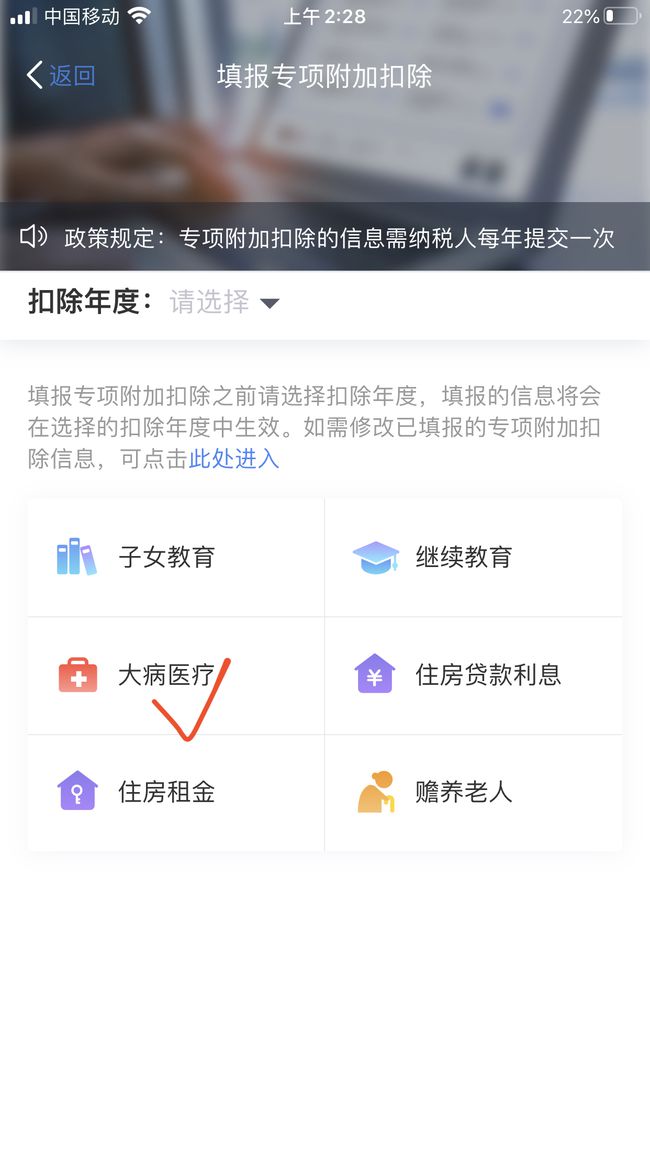 中国移动 上午2:28 22%
返回 填报专项附加扣除
政策规定：专项附加扣除的信息需纳税人每年提交一次
扣除年度： 请选择
填报专项附加扣除之前请选择扣除年度，填报的信息将会
在选择的扣除年度中生效。如需修改已填报的专项附加扣
除信息，可点击此处进入
子女教育 继续教育
大病医疗 住房贷款利息
住房租金 赡养老人